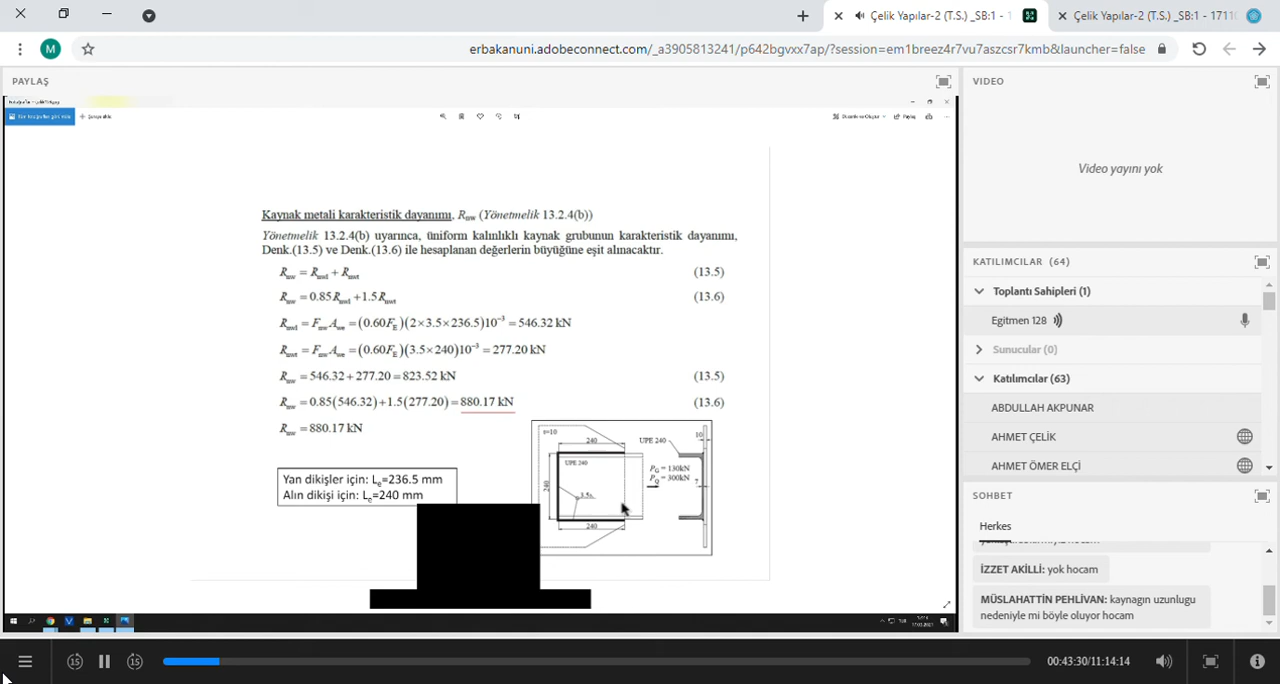 Çelik Yapılar-2 (T.S.) _SB:1 - 1
Çelik Yapılar-2 (T.S.) _SB:1 - 1711(
M
erbakanuni.adobeconnect.com/_a3905813241/p642bgvxx7ap/?session=em1breez4r7vu7aszcsr7kmb&launcher=false
PAYLAŞ
Paylaş
Kaynak metali karakteristik dayanımı, Rnw (Yönetmelik 13.2.4(b))
Yönetmelik 13.2.4(b) uyarınca, üniform kalınlıklı kaynak grubunun karakteristik dayanımı,
Denk.(13.5) ve Denk.(13.6) ile hesaplanan değerlerin büyüğüne eşit alınacaktır.
Rnw = Rnwl + Rnwt (13.5)
Rnw = 0.85Rnwl +1.5Rnwt (13.6)
Rnwl = Fnw Awe = (0.60FE)(2×3.5×236.5)10⁻³ = 546.32 kN
Rnwt = Fnw Awe = (0.60FE)(3.5×240)10⁻³ = 277.20 kN
Rnw = 546.32+277.20 = 823.52 kN (13.5)
Rnw = 0.85(546.32)+1.5(277.20) = 880.17 kN (13.6)
Rnw = 880.17 kN
Yan dikişler için: Le=236.5 mm
Alın dikişi için: Le=240 mm
t=10
240
UPE 240
10
UPE 240
PG = 130kN
PQ = 300kN
240
3.5
7
240
VIDEO
Video yayını yok
KATILIMCILAR (64)
Toplantı Sahipleri (1)
Egitmen 128
Sunucular (0)
Katılımcılar (63)
ABDULLAH AKPUNAR
AHMET ÇELİK
AHMET ÖMER ELÇİ
SOHBET
Herkes
İZZET AKİLLİ: yok hocam
MÜSLAHATTİN PEHLİVAN: kaynagın uzunlugu
nedeniyle mi böyle oluyor hocam
15
15
00:43:30/11:14:14